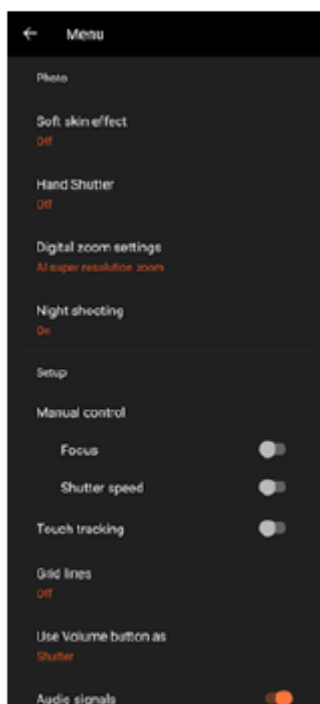 Menu
Photo
Soft skin effect
Off
Hand Shutter
Off
Digital zoom settings
AI super resolution zoom
Night shooting
On
Setup
Manual control
Focus
Shutter speed
Touch tracking
Grid lines
Off
Use Volume button as
Shutter
Audio signals